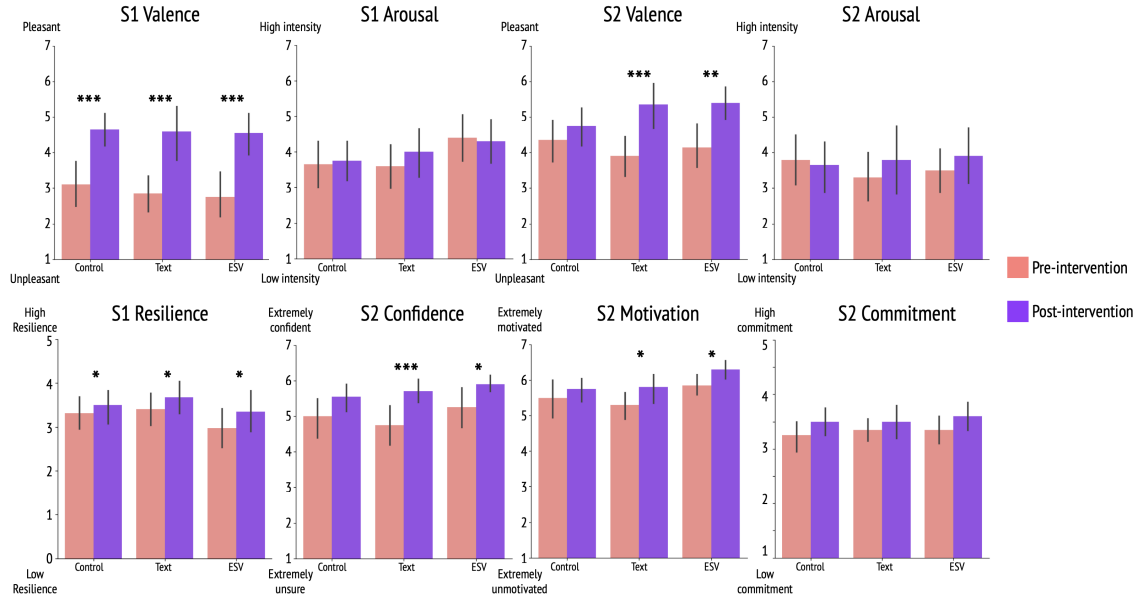 S1 Valence
S1 Arousal
S2 Valence
S2 Arousal
Pleasant
High intensity
Pleasant
High intensity
7
6
5
4
3
2
1
*** *** ***
Control Text ESV
Unpleasant
7
6
5
4
3
2
1
Control Text ESV
Low intensity
7
6
5
4
3
2
1
*** **
Control Text ESV
Unpleasant
7
6
5
4
3
2
1
Control Text ESV
Low intensity
Pre-intervention
Post-intervention
High
Resilience
S1 Resilience
5
4
3
2
1
0
* * *
Control Text ESV
Low
Resilience
Extremely
confident
S2 Confidence
7
6
5
4
3
2
1
*** *
Control Text ESV
Extremely
unsure
Extremely
motivated
S2 Motivation
7
6
5
4
3
2
1
* *
Control Text ESV
Extremely
unmotivated
High
commitment
S2 Commitment
5
4
3
2
1
Control Text ESV
Low
commitment